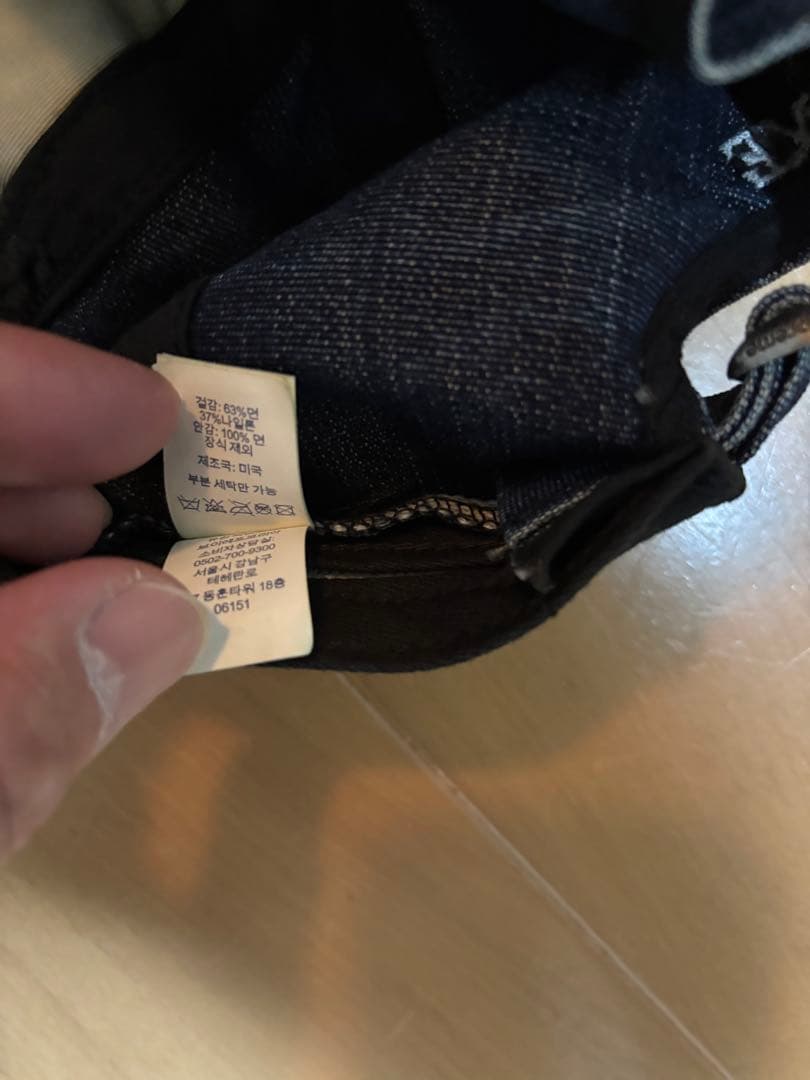 겉감: 63%면
37%나일론
안감: 100% 면
장식 제외
제조국: 미국
부분 세탁만 가능
소비자상담실:
0502-700-9300
서울시 강남구
테헤란로
동훈타워 18층
06151